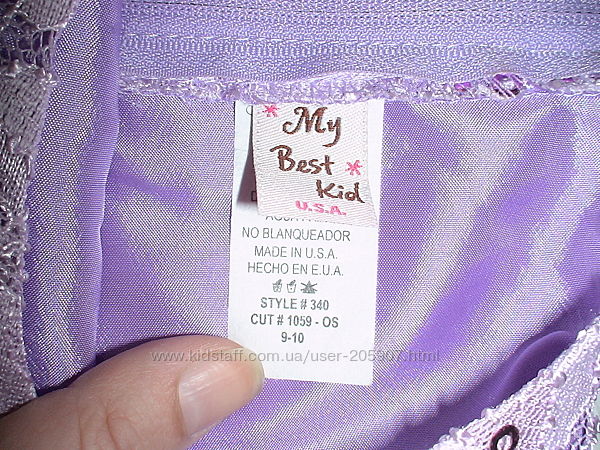 My
Best
Kid
U.S.A.
NO BLANQUEADOR
MADE IN U.S.A.
HECHO EN E.U.A.
STYLE # 340
CUT # 1059 - OS
9-10
www.kidstaff.com.ua/user-205907.html